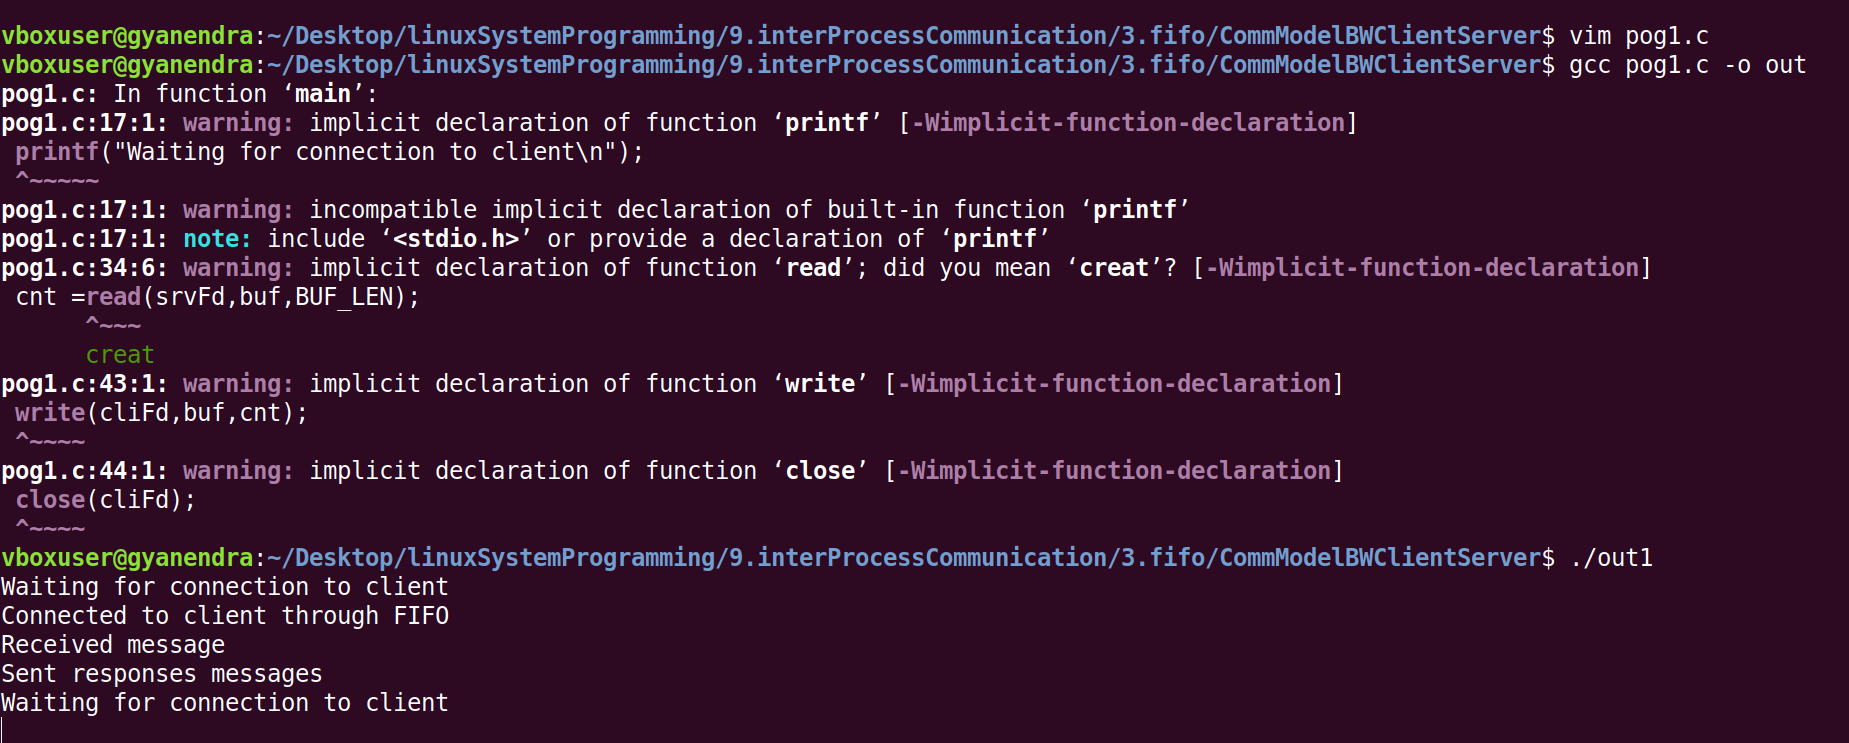 vboxuser@gyanendra:~/Desktop/linuxSystemProgramming/9.interProcessCommunication/3.fifo/CommModelBWClientServer$ vim pog1.c
vboxuser@gyanendra:~/Desktop/linuxSystemProgramming/9.interProcessCommunication/3.fifo/CommModelBWClientServer$ gcc pog1.c -o out
pog1.c: In function ‘main’:
pog1.c:17:1: warning: implicit declaration of function ‘printf’ [-Wimplicit-function-declaration]
 printf("Waiting for connection to client\n");
 ^~~~~~
pog1.c:17:1: warning: incompatible implicit declaration of built-in function ‘printf’
pog1.c:17:1: note: include ‘<stdio.h>’ or provide a declaration of ‘printf’
pog1.c:34:6: warning: implicit declaration of function ‘read’; did you mean ‘creat’? [-Wimplicit-function-declaration]
 cnt =read(srvFd,buf,BUF_LEN);
      ^~~~
      creat
pog1.c:43:1: warning: implicit declaration of function ‘write’ [-Wimplicit-function-declaration]
 write(cliFd,buf,cnt);
 ^~~~~
pog1.c:44:1: warning: implicit declaration of function ‘close’ [-Wimplicit-function-declaration]
 close(cliFd);
 ^~~~~
vboxuser@gyanendra:~/Desktop/linuxSystemProgramming/9.interProcessCommunication/3.fifo/CommModelBWClientServer$ ./out1
Waiting for connection to client
Connected to client through FIFO
Received message
Sent responses messages
Waiting for connection to client